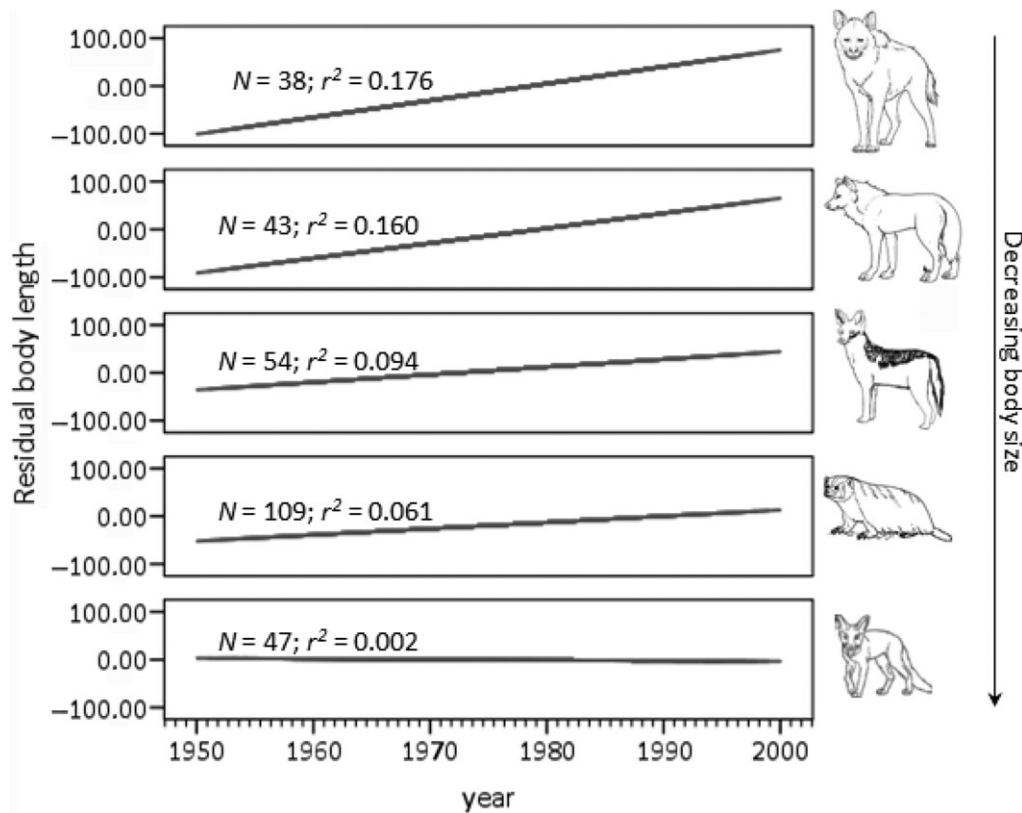 100.00
0.00
–100.00
N = 38; r² = 0.176
100.00
0.00
–100.00
N = 43; r² = 0.160
100.00
0.00
–100.00
N = 54; r² = 0.094
100.00
0.00
–100.00
N = 109; r² = 0.061
100.00
0.00
–100.00
N = 47; r² = 0.002
1950 1960 1970 1980 1990 2000
year
Residual body length
Decreasing body size